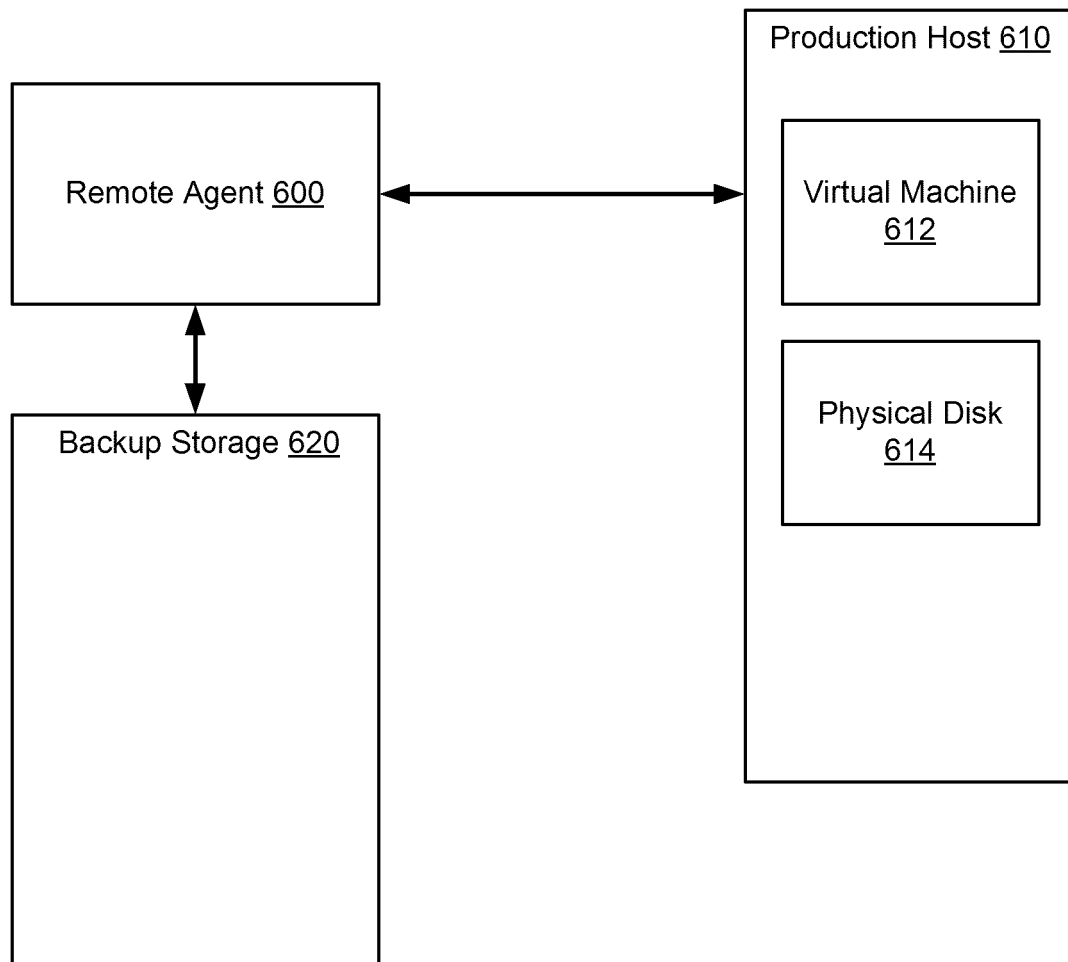 Production Host 610
Remote Agent 600
Virtual Machine
612
Physical Disk
614
Backup Storage 620